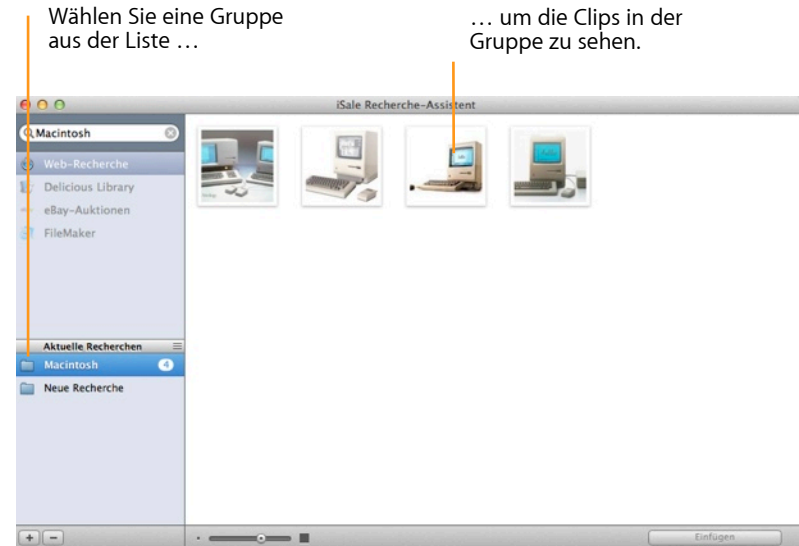 Wählen Sie eine Gruppe
aus der Liste …
… um die Clips in der
Gruppe zu sehen.
iSale Recherche-Assistent
Macintosh
Web-Recherche
Delicious Library
eBay-Auktionen
FileMaker
Aktuelle Recherchen
Macintosh 4
Neue Recherche
Einfügen